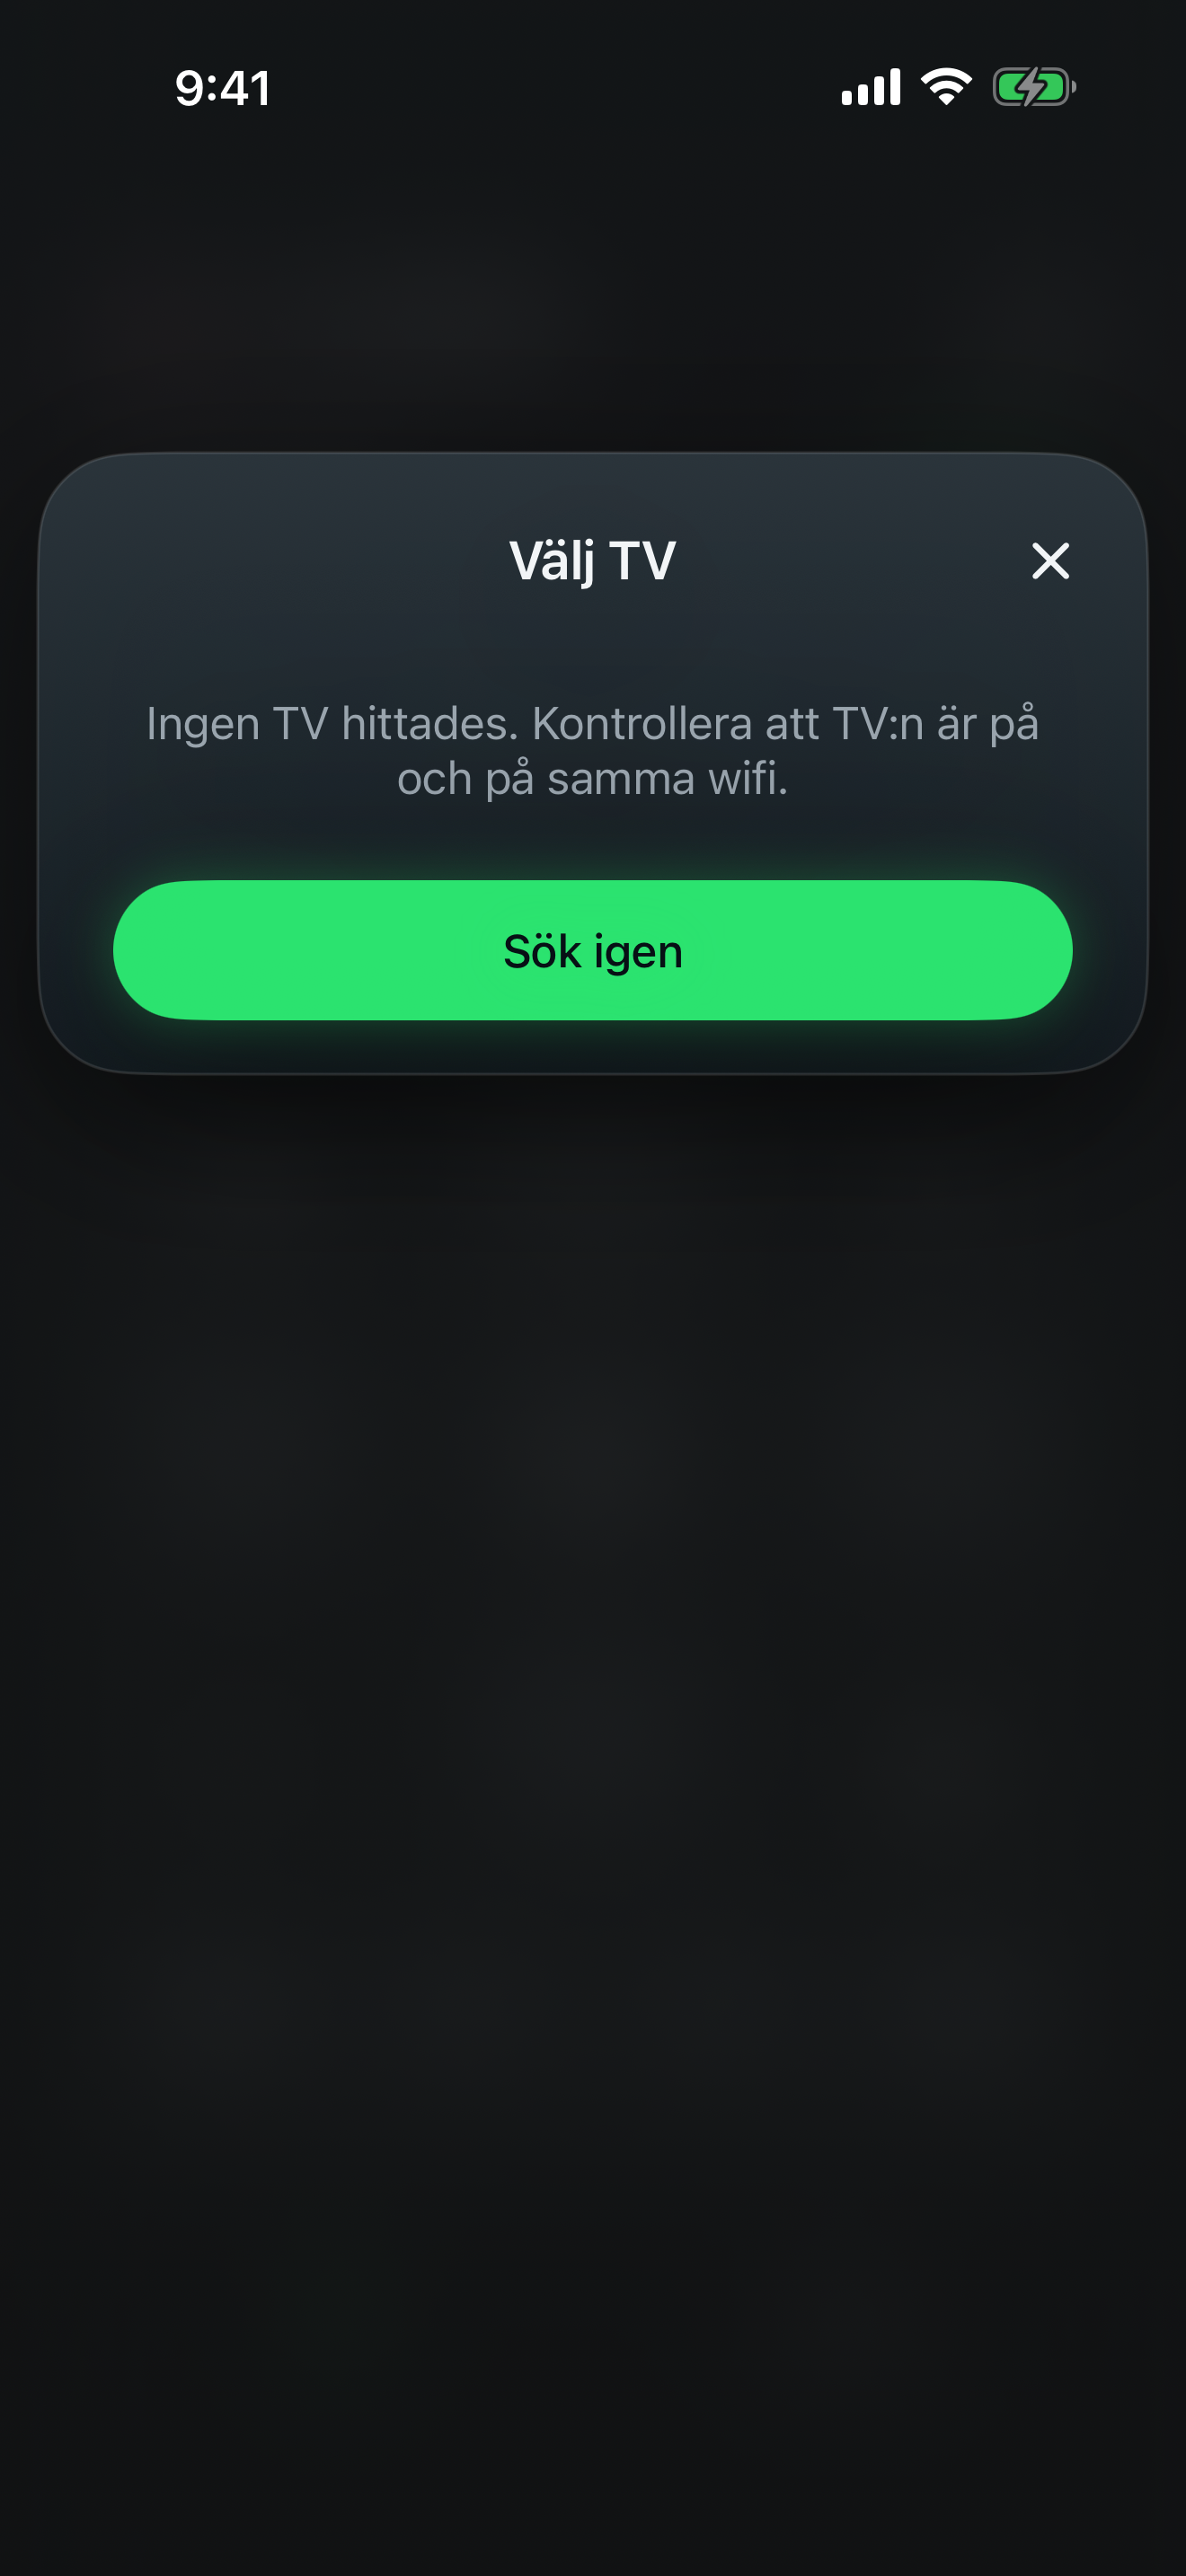 9:41
Välj TV
Ingen TV hittades. Kontrollera att TV:n är på
och på samma wifi.
Sök igen